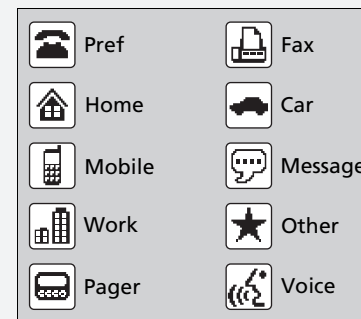 Pref
Fax
Home
Car
Mobile
Message
Work
Other
Pager
Voice